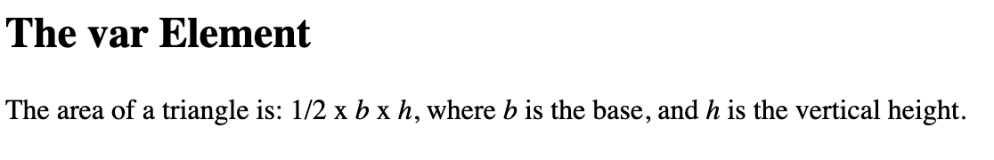 The var Element
The area of a triangle is: 1/2 x b x h, where b is the base, and h is the vertical height.